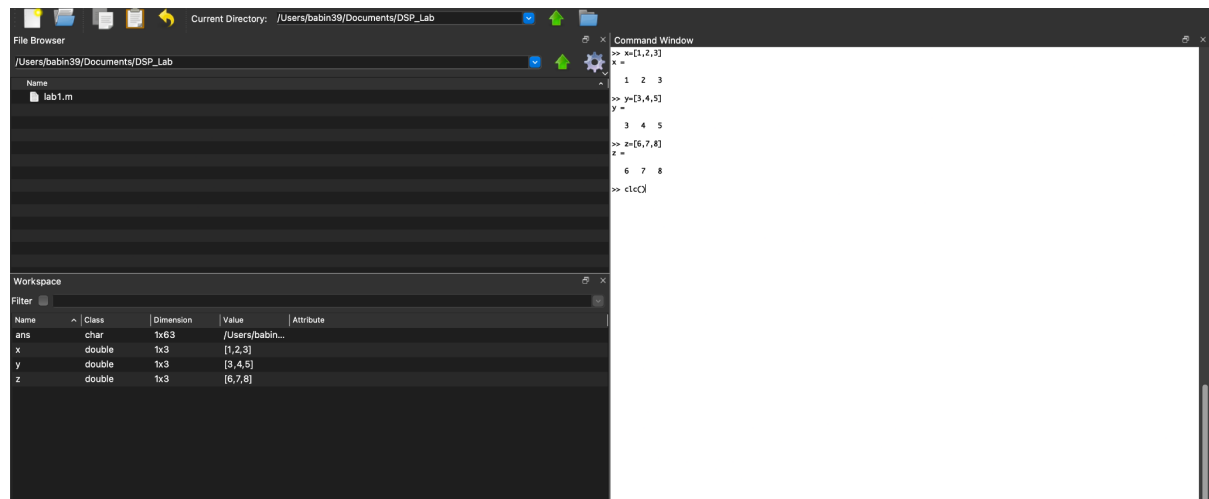 Current Directory: /Users/babin39/Documents/DSP_Lab
File Browser
/Users/babin39/Documents/DSP_Lab
Name
lab1.m
Workspace
Filter
Name Class Dimension Value Attribute
ans char 1x63 /Users/babin...
x double 1x3 [1,2,3]
y double 1x3 [3,4,5]
z double 1x3 [6,7,8]
Command Window
>> x=[1,2,3]
x =
1 2 3
>> y=[3,4,5]
y =
3 4 5
>> z=[6,7,8]
z =
6 7 8
>> clc()